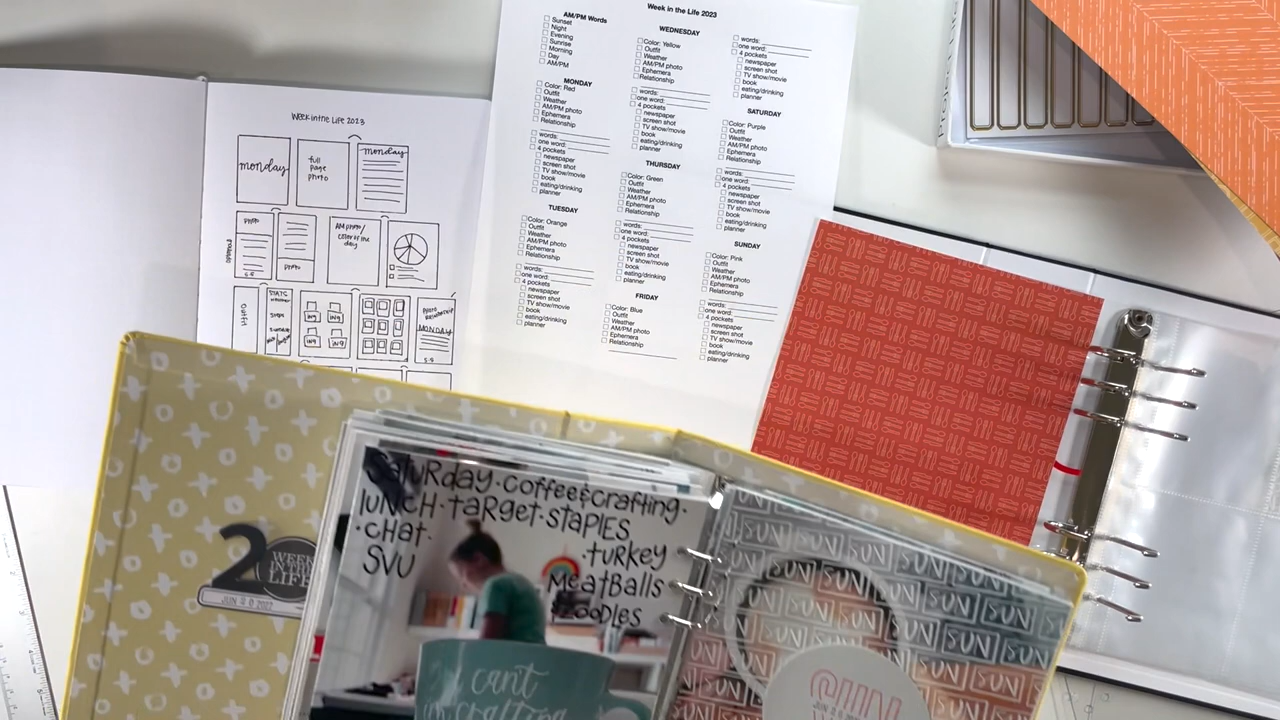 Week in the Life 2023
monday
full
page
photo
monday
PHOTO
PHOTO
AM photo/
color of the
day
OUTFIT
MONDAY
Week in the Life 2023
AM/PM Words
Sunset
Night
Evening
Sunrise
Morning
Day
AM/PM
MONDAY
Color: Red
Outfit
Weather
AM/PM photo
Ephemera
Relationship
words:
one word:
4 pockets
newspaper
screen shot
TV show/movie
book
eating/drinking
planner
TUESDAY
Color: Orange
Outfit
Weather
AM/PM photo
Ephemera
Relationship
words:
one word:
4 pockets
newspaper
screen shot
TV show/movie
book
eating/drinking
planner
WEDNESDAY
Color: Yellow
Outfit
Weather
AM/PM photo
Ephemera
Relationship
words:
one word:
4 pockets
newspaper
screen shot
TV show/movie
book
eating/drinking
planner
THURSDAY
Color: Green
Outfit
Weather
AM/PM photo
Ephemera
Relationship
words:
one word:
4 pockets
newspaper
screen shot
TV show/movie
book
eating/drinking
planner
FRIDAY
Color: Blue
Outfit
Weather
AM/PM photo
Ephemera
Relationship
words:
one word:
4 pockets
newspaper
screen shot
TV show/movie
book
eating/drinking
planner
SATURDAY
Color: Purple
Outfit
Weather
AM/PM photo
Ephemera
Relationship
words:
one word:
4 pockets
newspaper
screen shot
TV show/movie
book
eating/drinking
planner
SUNDAY
Color: Pink
Outfit
Weather
AM/PM photo
Ephemera
Relationship
words:
one word:
4 pockets
newspaper
screen shot
TV show/movie
book
eating/drinking
planner
WEEK
IN THE
LIFE
JUN 20 2022
SATURDAY·COFFEE&CRAFTING·
LUNCH·TARGET·STAPLES
·CHAT·
SVU
·TURKEY
MEATBALLS
&ZOODLES
I can't
SUN SUN SUN SUN SUN
SUN